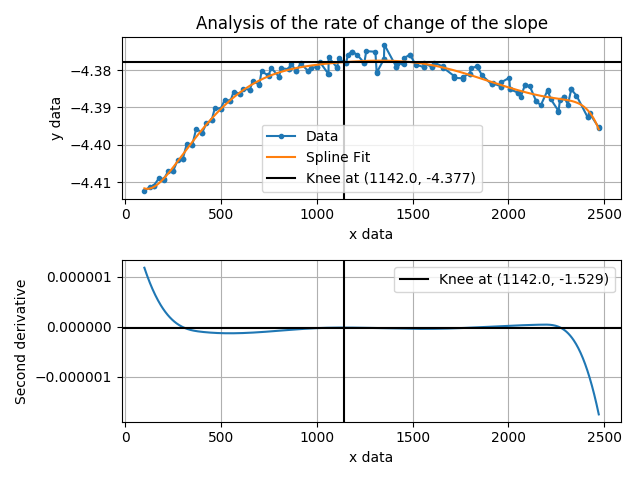 Analysis of the rate of change of the slope
−4.38
−4.39
−4.40
−4.41
y data
Data
Spline Fit
Knee at (1142.0, -4.377)
0 500 1000 1500 2000 2500
x data
0.000001
0.000000
−0.000001
Second derivative
Knee at (1142.0, -1.529)
0 500 1000 1500 2000 2500
x data